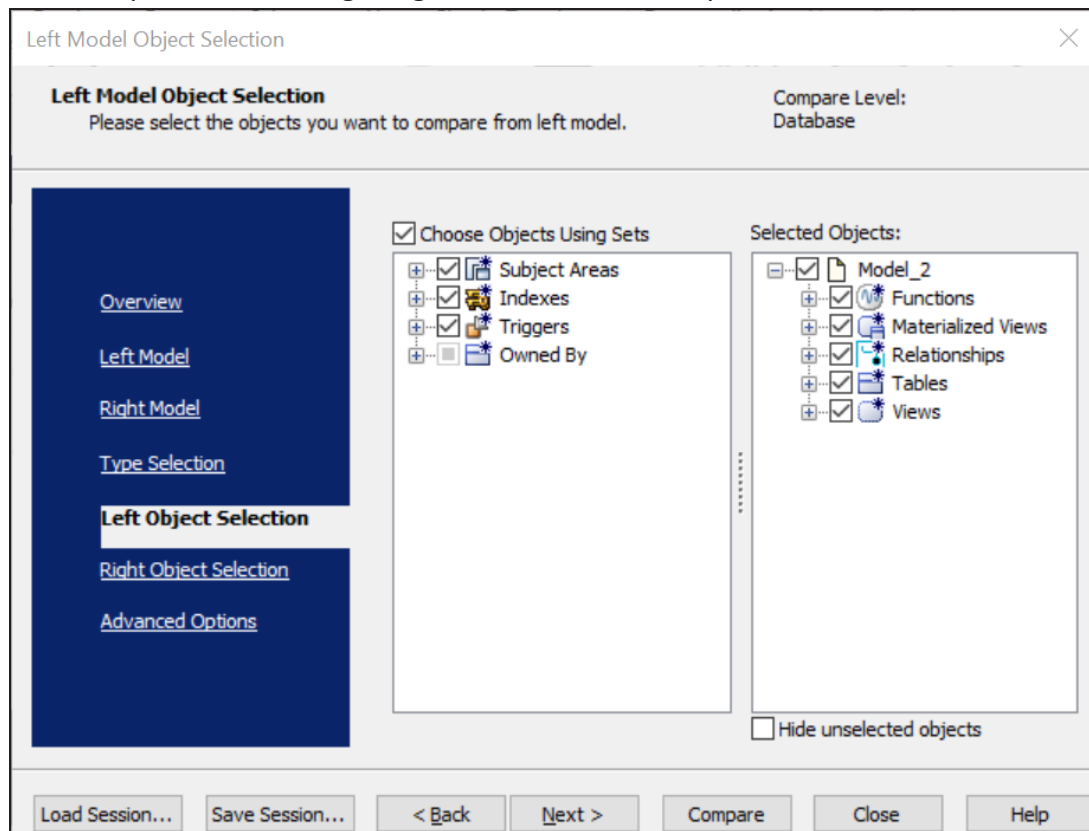 Left Model Object Selection
Left Model Object Selection
Please select the objects you want to compare from left model.
Compare Level:
Database
Overview
Left Model
Right Model
Type Selection
Left Object Selection
Right Object Selection
Advanced Options
Choose Objects Using Sets
Subject Areas
Indexes
Triggers
Owned By
Selected Objects:
Model_2
Functions
Materialized Views
Relationships
Tables
Views
Hide unselected objects
Load Session...
Save Session...
< Back
Next >
Compare
Close
Help